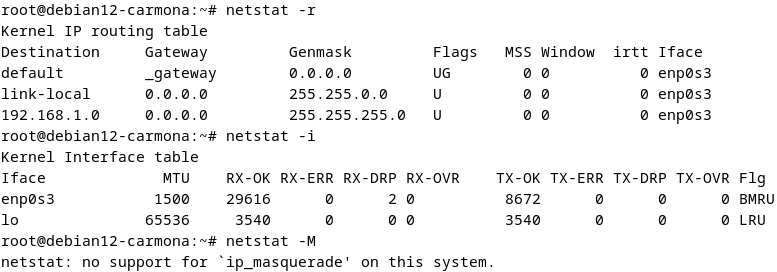 root@debian12-carmona:~# netstat -r
Kernel IP routing table
Destination     Gateway         Genmask         Flags   MSS Window  irtt Iface
default         _gateway        0.0.0.0         UG        0 0          0 enp0s3
link-local      0.0.0.0         255.255.0.0     U         0 0          0 enp0s3
192.168.1.0     0.0.0.0         255.255.255.0   U         0 0          0 enp0s3
root@debian12-carmona:~# netstat -i
Kernel Interface table
Iface             MTU    RX-OK RX-ERR RX-DRP RX-OVR    TX-OK TX-ERR TX-DRP TX-OVR Flg
enp0s3           1500    29616      0      2 0          8672      0      0      0 BMRU
lo              65536     3540      0      0 0          3540      0      0      0 LRU
root@debian12-carmona:~# netstat -M
netstat: no support for `ip_masquerade' on this system.